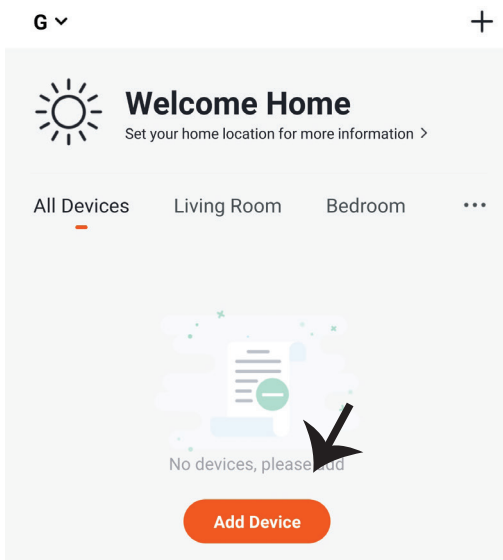 G
Welcome Home
Set your home location for more information >
All Devices Living Room Bedroom ...
No devices, please add
Add Device